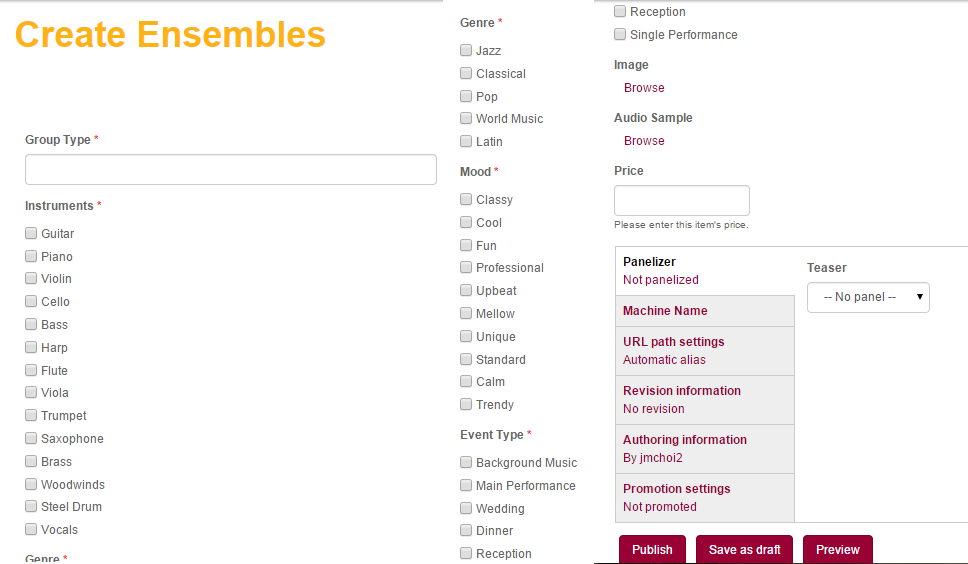 Create Ensembles
Group Type *
Instruments *
Guitar
Piano
Violin
Cello
Bass
Harp
Flute
Viola
Trumpet
Saxophone
Brass
Woodwinds
Steel Drum
Vocals
Genre *
Genre *
Jazz
Classical
Pop
World Music
Latin
Mood *
Classy
Cool
Fun
Professional
Upbeat
Mellow
Unique
Standard
Calm
Trendy
Event Type *
Background Music
Main Performance
Wedding
Dinner
Reception
Reception
Single Performance
Image
Browse
Audio Sample
Browse
Price
Please enter this item's price.
Panelizer
Not panelized
Machine Name
URL path settings
Automatic alias
Revision information
No revision
Authoring information
By jmchoi2
Promotion settings
Not promoted
Teaser
-- No panel --
Publish
Save as draft
Preview